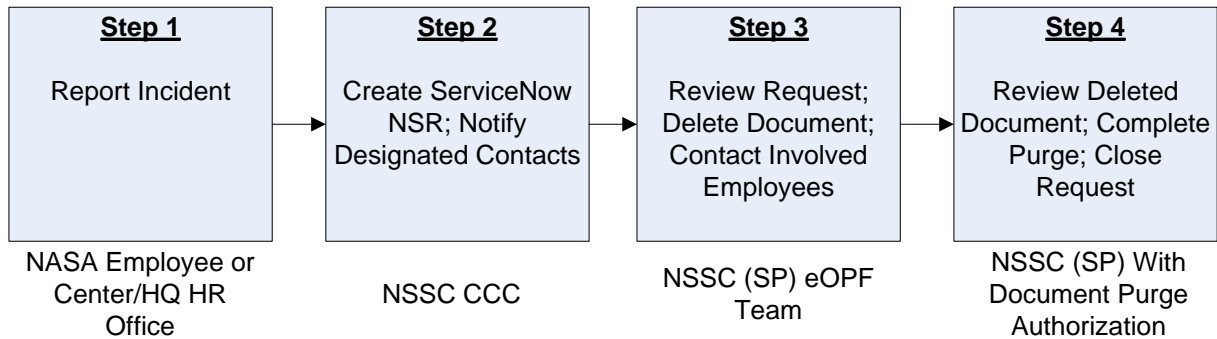 Step 1
Report Incident
NASA Employee or
Center/HQ HR
Office
Step 2
Create ServiceNow
NSR; Notify
Designated Contacts
NSSC CCC
Step 3
Review Request;
Delete Document;
Contact Involved
Employees
NSSC (SP) eOPF
Team
Step 4
Review Deleted
Document; Complete
Purge; Close
Request
NSSC (SP) With
Document Purge
Authorization